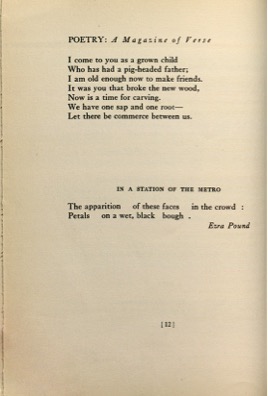 POETRY: A Magazine of Verse
I come to you as a grown child
Who has had a pig-headed father;
I am old enough now to make friends.
It was you that broke the new wood,
Now is a time for carving.
We have one sap and one root—
Let there be commerce between us.
IN A STATION OF THE METRO
The apparition of these faces in the crowd :
Petals on a wet, black bough .
Ezra Pound
[12]